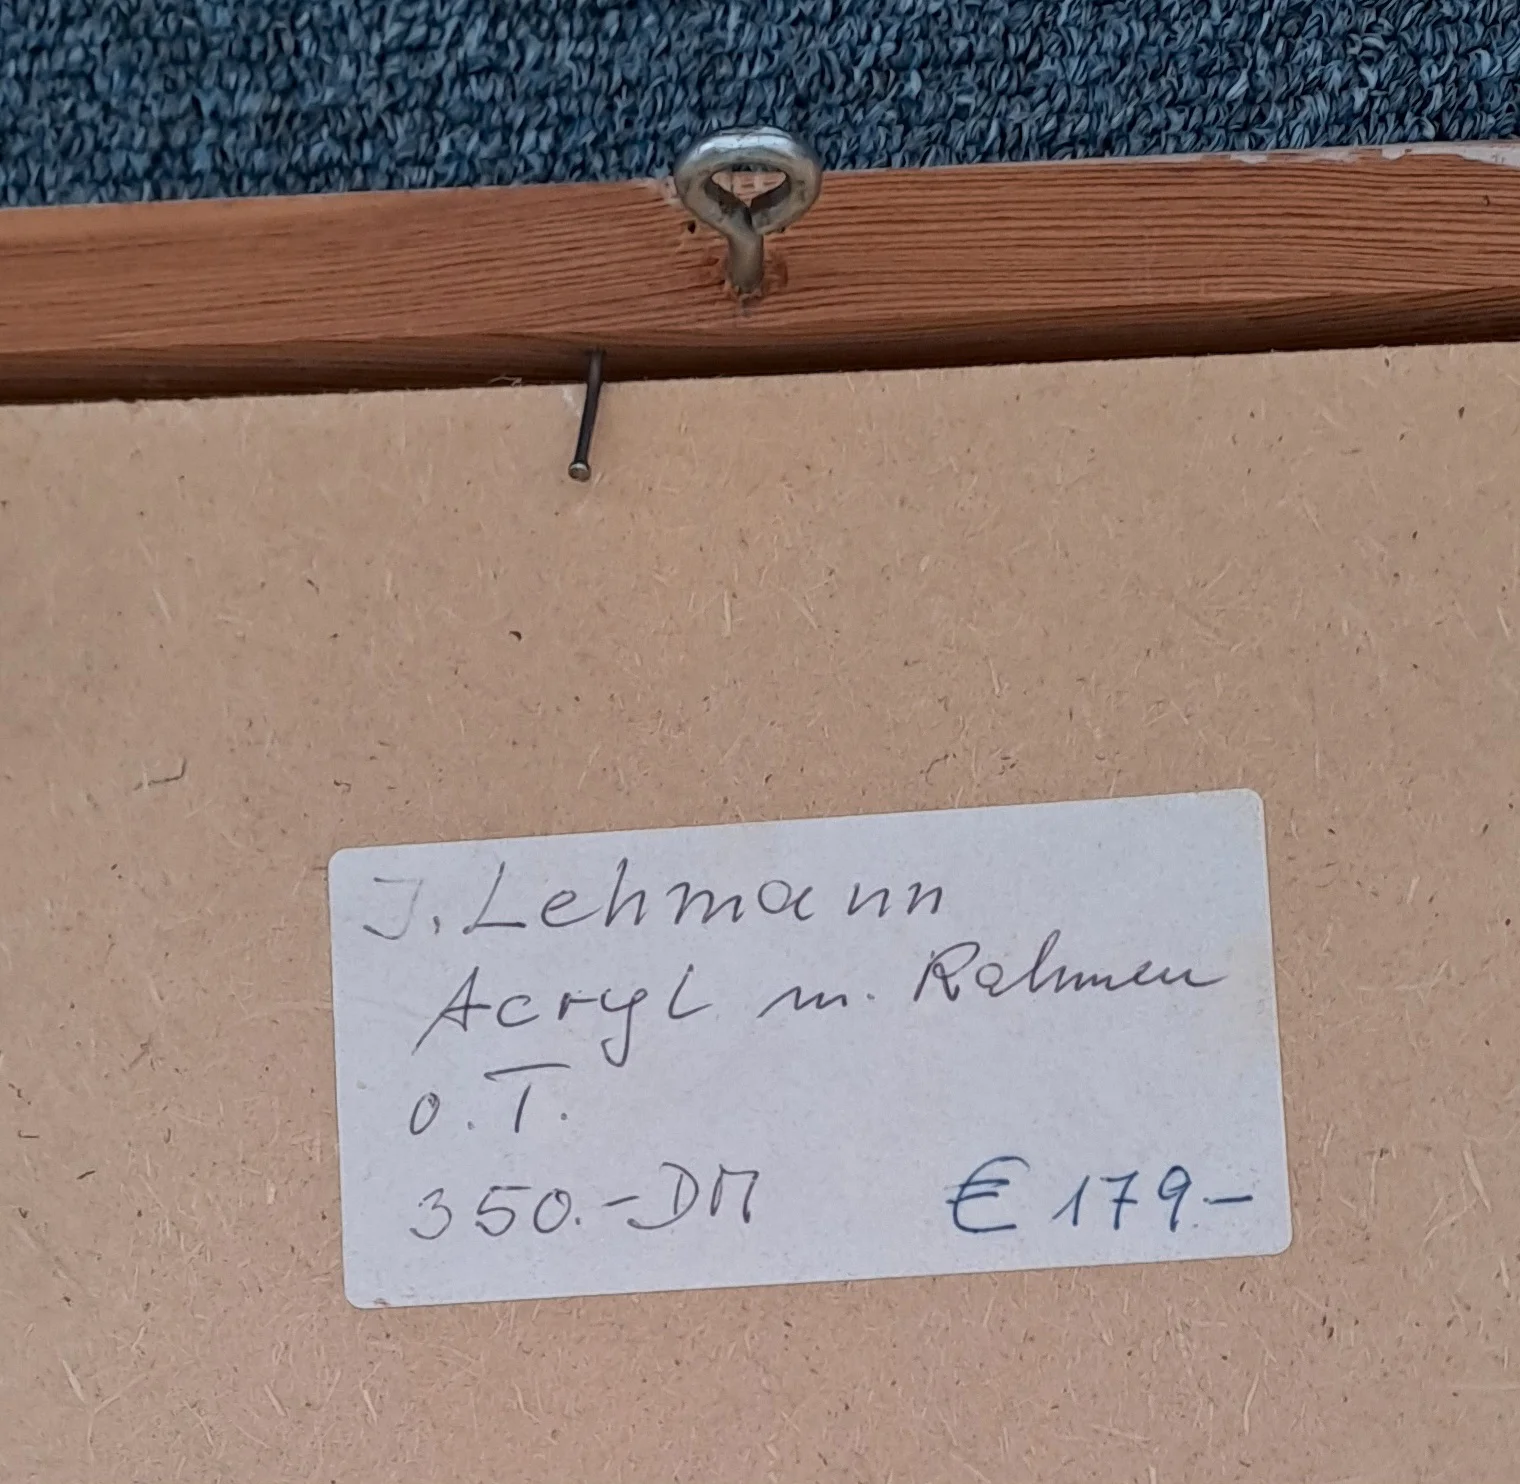 J. Lehmann
Acryl m. Rahmen
o.T.
350.-DM € 179.-